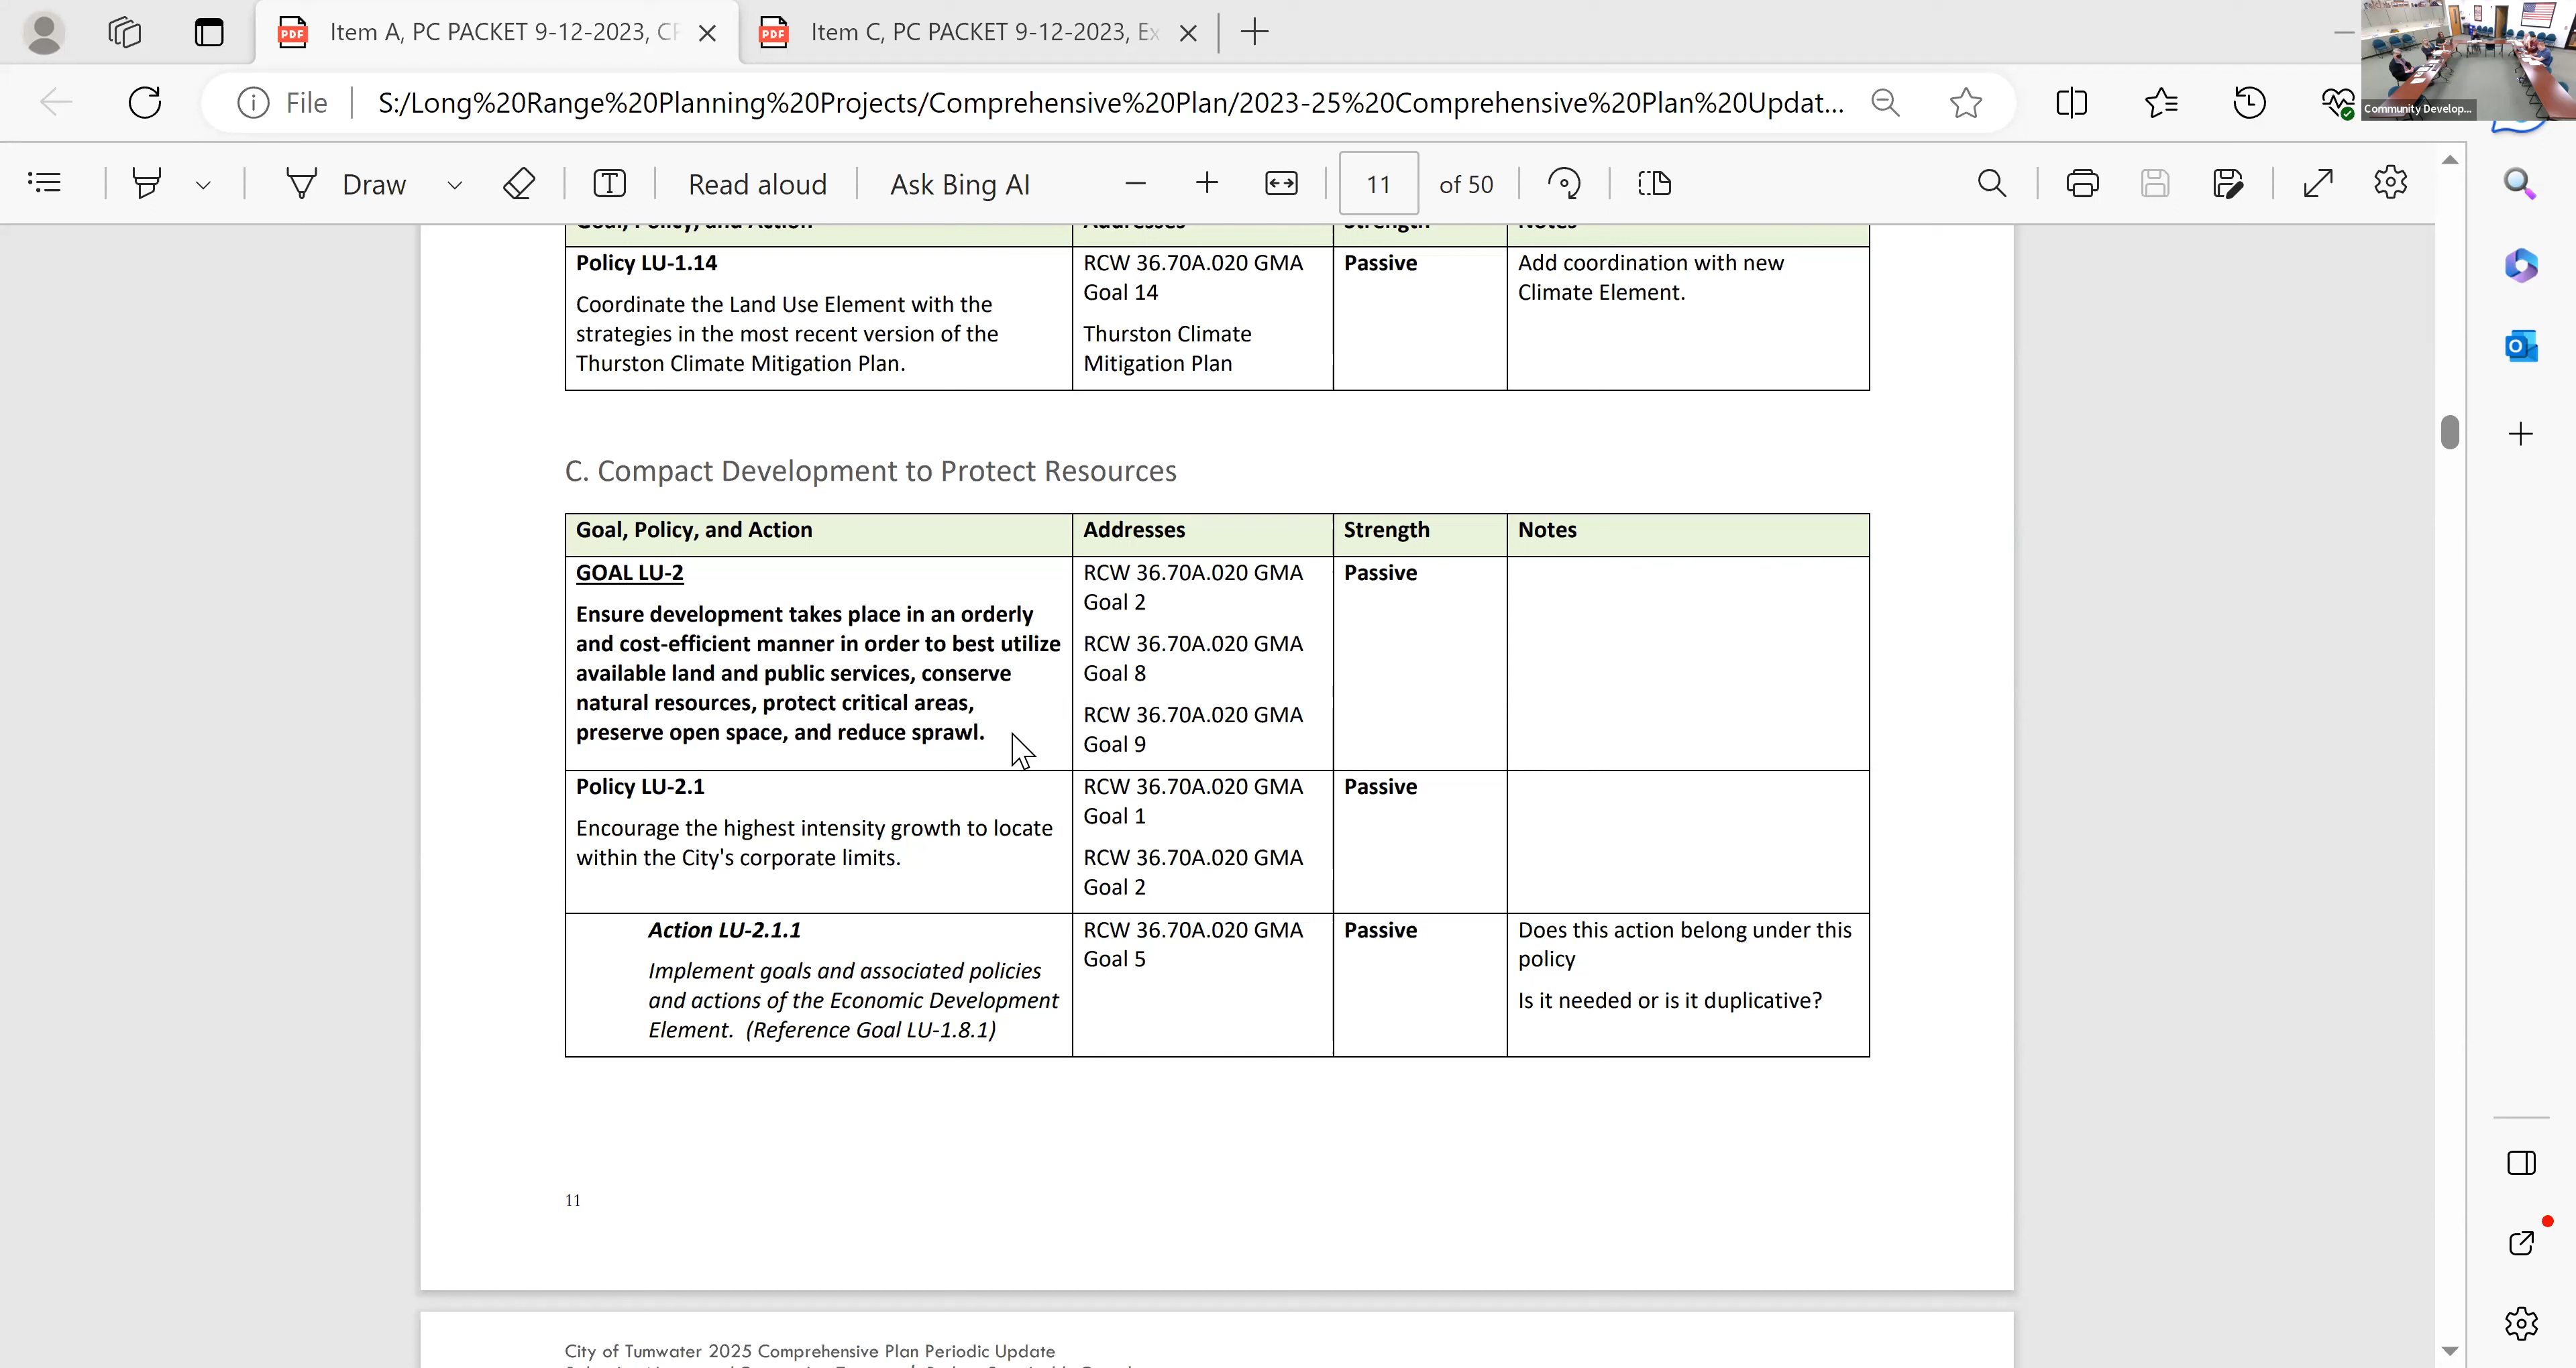 Item A, PC PACKET 9-12-2023, CF
Item C, PC PACKET 9-12-2023, Ex
File
S:/Long%20Range%20Planning%20Projects/Comprehensive%20Plan/2023-25%20Comprehensive%20Plan%20Updat...
Community Develop...
Draw
Read aloud
Ask Bing AI
11
of 50
Goal, Policy, and Action
Addresses
Strength
Notes
Policy LU-1.14
Coordinate the Land Use Element with the
strategies in the most recent version of the
Thurston Climate Mitigation Plan.
RCW 36.70A.020 GMA
Goal 14
Thurston Climate
Mitigation Plan
Passive
Add coordination with new
Climate Element.
C. Compact Development to Protect Resources
Goal, Policy, and Action
Addresses
Strength
Notes
GOAL LU-2
Ensure development takes place in an orderly
and cost-efficient manner in order to best utilize
available land and public services, conserve
natural resources, protect critical areas,
preserve open space, and reduce sprawl.
RCW 36.70A.020 GMA
Goal 2
RCW 36.70A.020 GMA
Goal 8
RCW 36.70A.020 GMA
Goal 9
Passive
Policy LU-2.1
Encourage the highest intensity growth to locate
within the City's corporate limits.
RCW 36.70A.020 GMA
Goal 1
RCW 36.70A.020 GMA
Goal 2
Passive
Action LU-2.1.1
Implement goals and associated policies
and actions of the Economic Development
Element.  (Reference Goal LU-1.8.1)
RCW 36.70A.020 GMA
Goal 5
Passive
Does this action belong under this
policy
Is it needed or is it duplicative?
11
City of Tumwater 2025 Comprehensive Plan Periodic Update